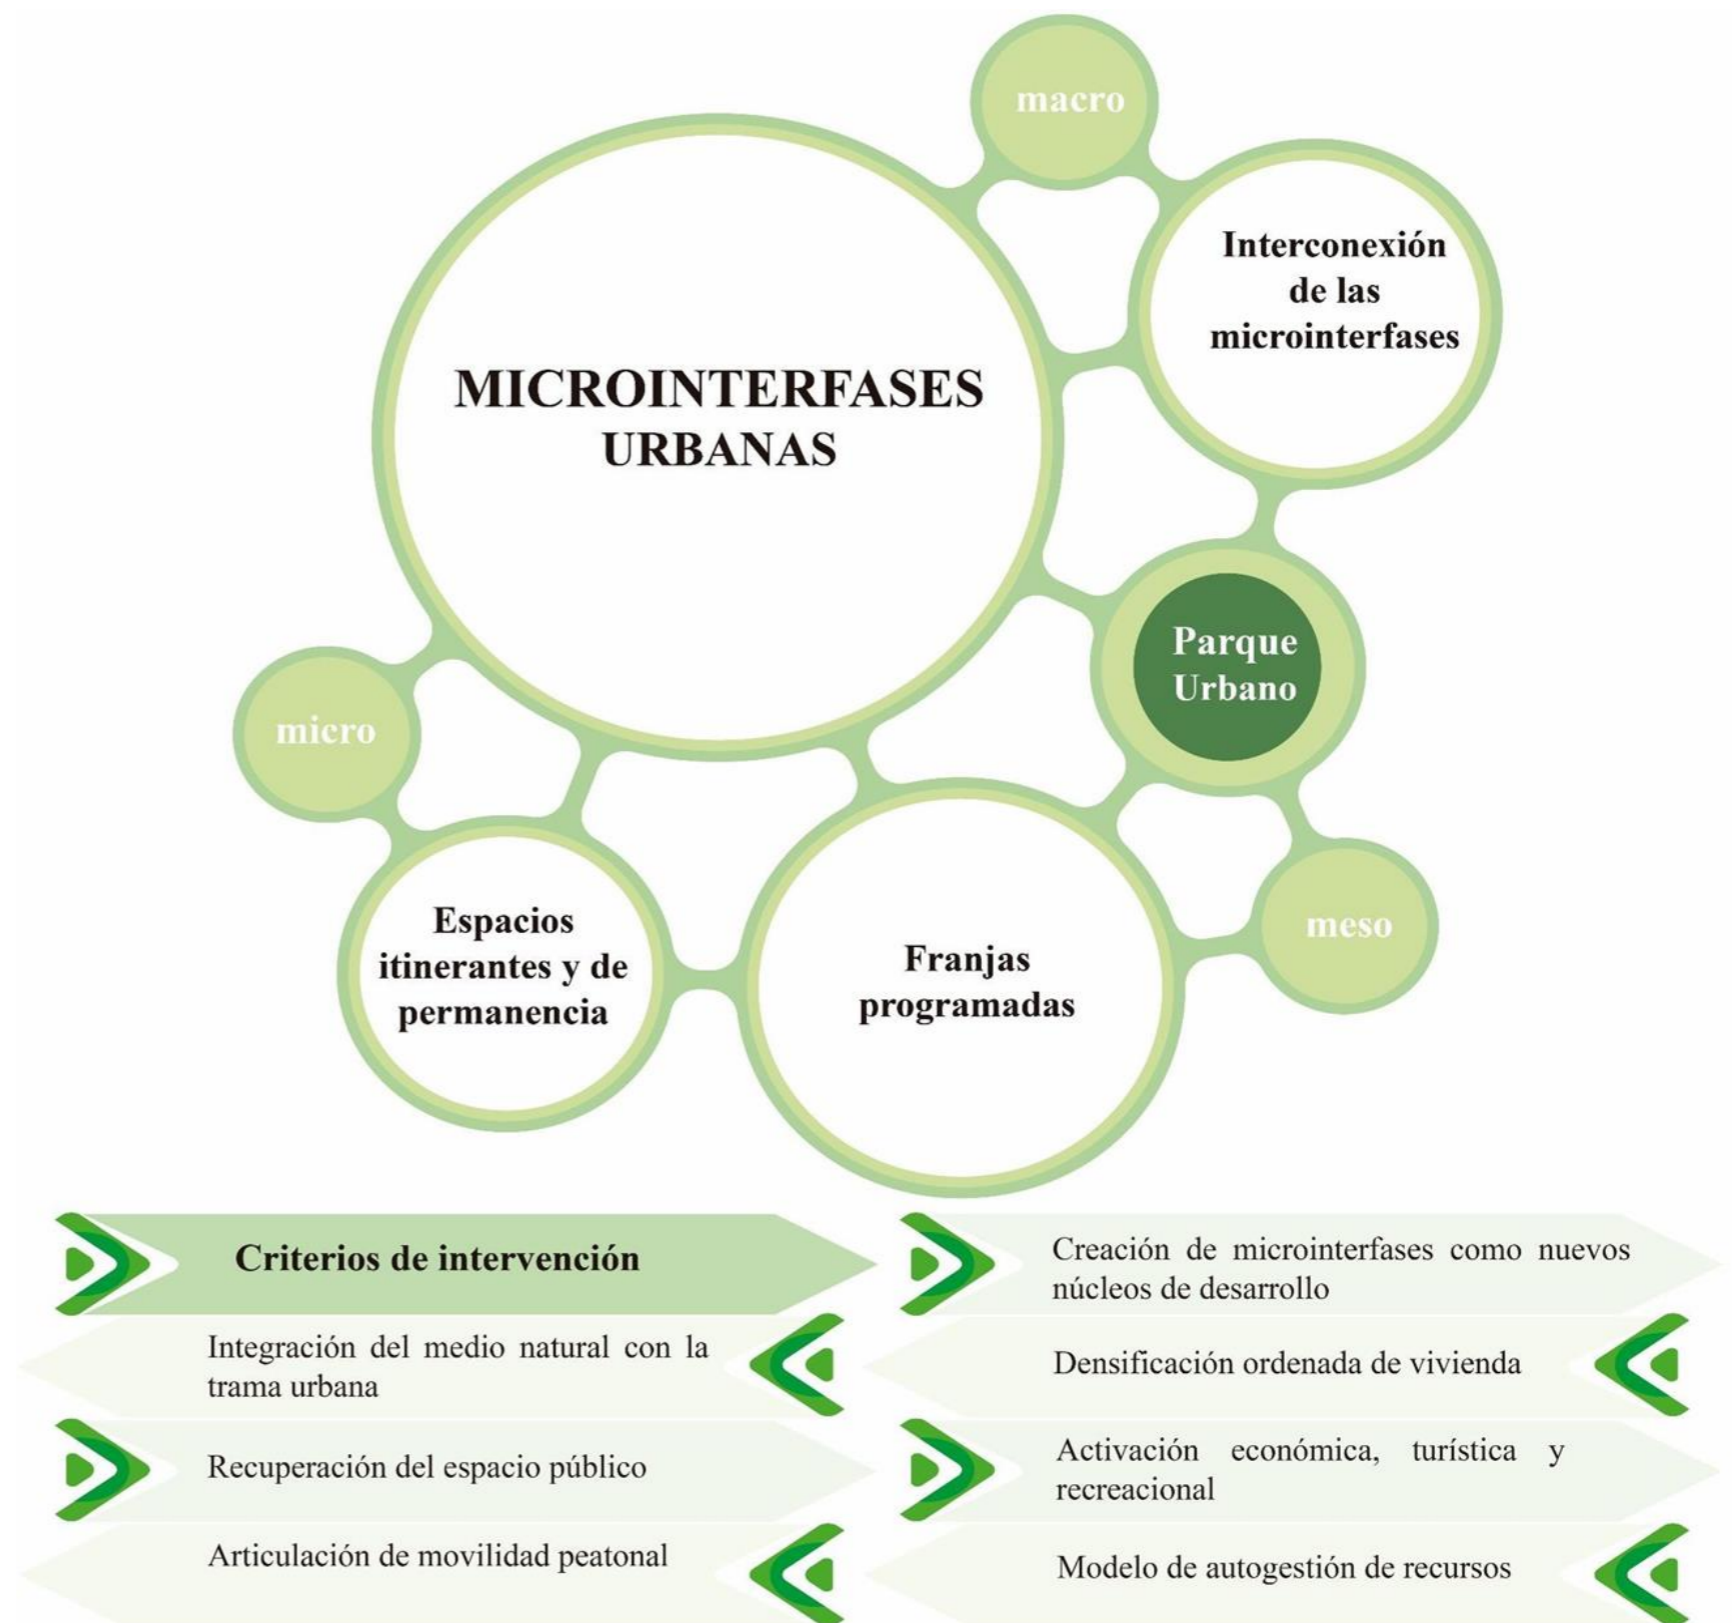 macro
Interconexión
de las
microinterfases
MICROINTERFASES
URBANAS
Parque
Urbano
micro
meso
Espacios
itinerantes y de
permanencia
Franjas
programadas
Criterios de intervención
Integración del medio natural con la
trama urbana
Recuperación del espacio público
Articulación de movilidad peatonal
Creación de microinterfases como nuevos
núcleos de desarrollo
Densificación ordenada de vivienda
Activación económica, turística y
recreacional
Modelo de autogestión de recursos